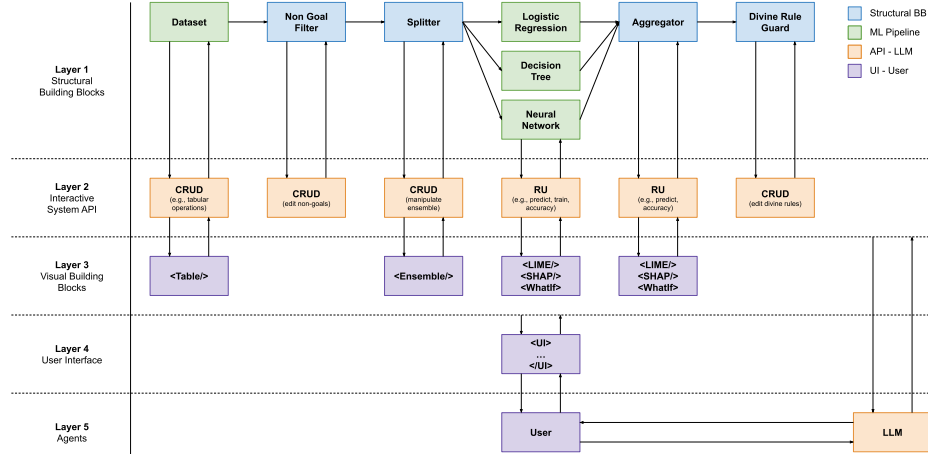 Dataset
Non Goal
Filter
Splitter
Logistic
Regression
Aggregator
Divine Rule
Guard
Structural BB
ML Pipeline
API - LLM
UI - User
Layer 1
Structural
Building Blocks
Decision
Tree
Neural
Network
Layer 2
Interactive
System API
CRUD
(e.g., tabular
operations)
CRUD
(edit non-goals)
CRUD
(manipulate
ensemble)
RU
(e.g., predict, train,
accuracy)
RU
(e.g., predict,
accuracy)
CRUD
(edit divine rules)
Layer 3
Visual Building
Blocks
<Table/>
<Ensemble/>
<LIME/>
<SHAP/>
<WhatIf>
<LIME/>
<SHAP/>
<WhatIf>
Layer 4
User Interface
<UI>
...
</UI>
Layer 5
Agents
User
LLM